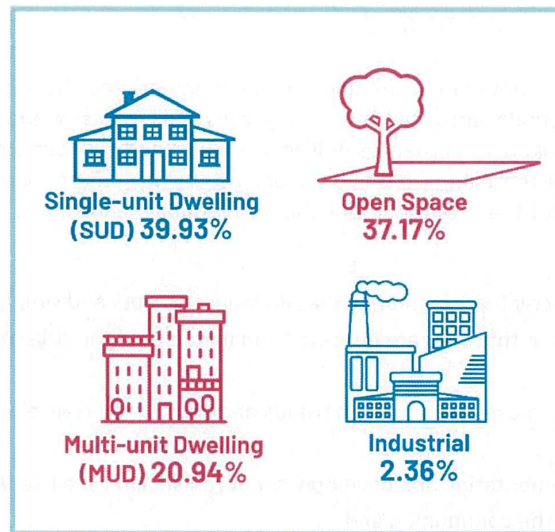 Single-unit Dwelling
(SUD) 39.93%
Open Space
37.17%
Multi-unit Dwelling
(MUD) 20.94%
Industrial
2.36%